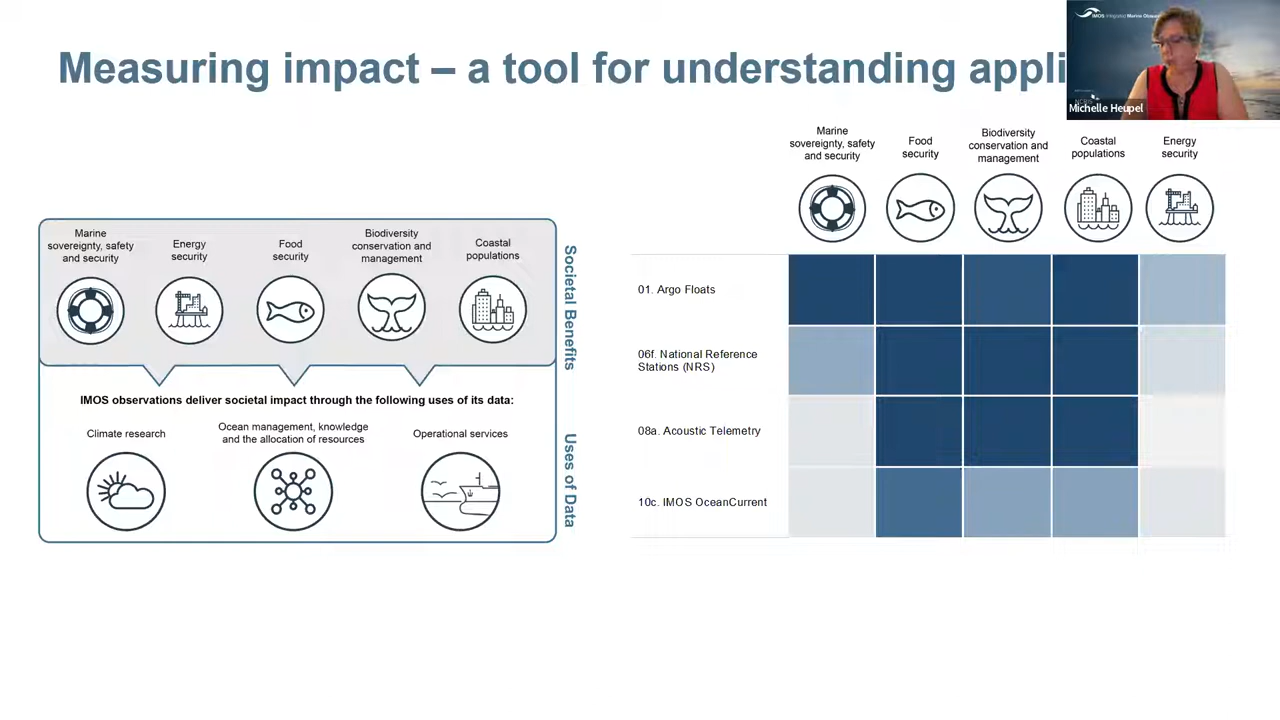 Measuring impact – a tool for understanding appli
IMOS Integrated Marine
Michelle Heupel
Marine
sovereignty, safety
and security
Energy
security
Food
security
Biodiversity
conservation and
management
Coastal
populations
Societal Benefits
IMOS observations deliver societal impact through the following uses of its data:
Climate research
Ocean management, knowledge
and the allocation of resources
Operational services
Uses of Data
Marine
sovereignty, safety
and security
Food
security
Biodiversity
conservation and
management
Coastal
populations
Energy
security
01. Argo Floats
06f. National Reference
Stations (NRS)
08a. Acoustic Telemetry
10c. IMOS OceanCurrent